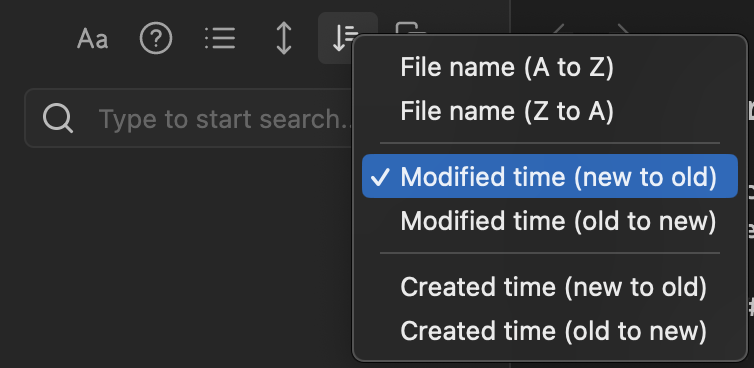 Aa
Type to start search..
File name (A to Z)
File name (Z to A)
Modified time (new to old)
Modified time (old to new)
Created time (new to old)
Created time (old to new)